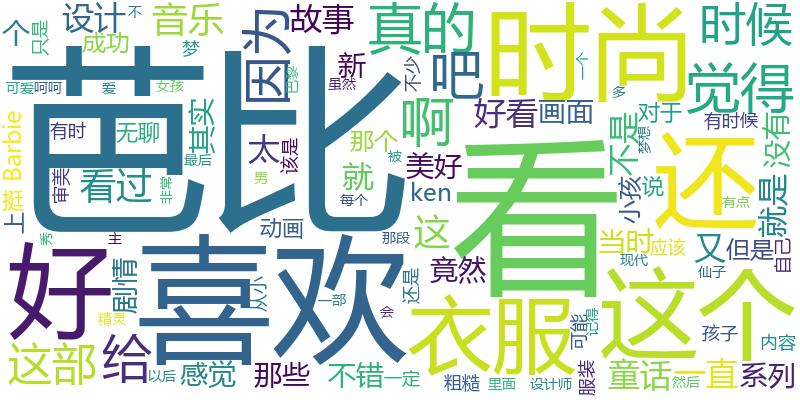 芭比
看
喜欢
时尚
还
这个
好
衣服
因为
真的
觉得
啊
吧
给
这部
时候
故事
音乐
设计
个
只是
成功
梦
不
可爱
呵呵
爱
女孩
巴黎
虽然
不少
新
一个
多
对于
好看
画面
不是
没有
有时候
梦想
被
那个
其实
太
该是
美好
就
ken
男
每个
小孩
说
就是
有点
非常
最后
看过
无聊
有时
审美
Barbie
挺
上
秀
主
动画
那段
这
竟然
还是
当时
应该
又
但是
自己
现代
仙子
剧情
从小
一部
会
可能
记得
孩子
内容
精灵
以后
感觉
那些
不错
一定
粗糙
里面
设计师
服装
童话
然后
一直
系列